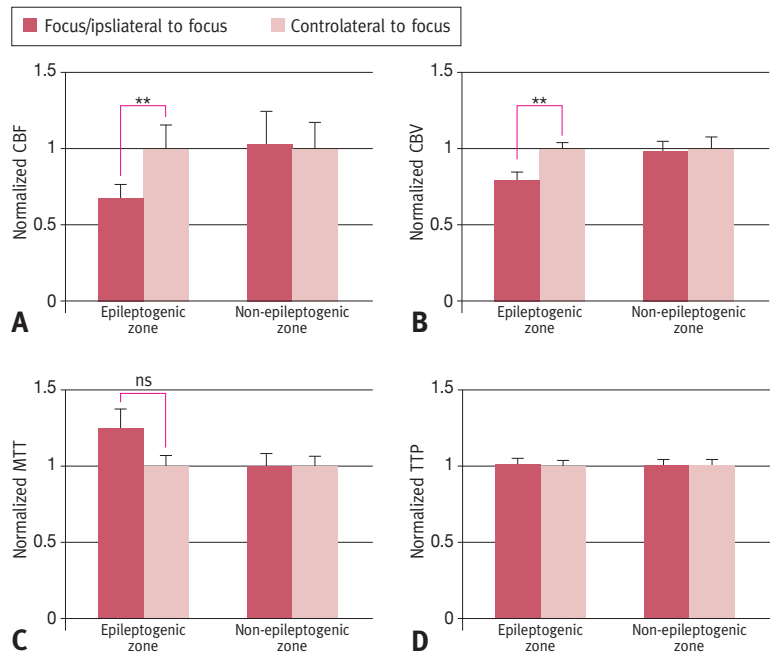 Focus/ipsliateral to focus
Controlateral to focus
1.5
**
1
0.5
0
Normalized CBF
A
Epileptogenic
zone
Non-epileptogenic
zone
1.5
**
1
0.5
0
Normalized CBV
B
Epileptogenic
zone
Non-epileptogenic
zone
1.5
ns
1
0.5
0
Normalized MTT
C
Epileptogenic
zone
Non-epileptogenic
zone
1.5
1
0.5
0
Normalized TTP
D
Epileptogenic
zone
Non-epileptogenic
zone